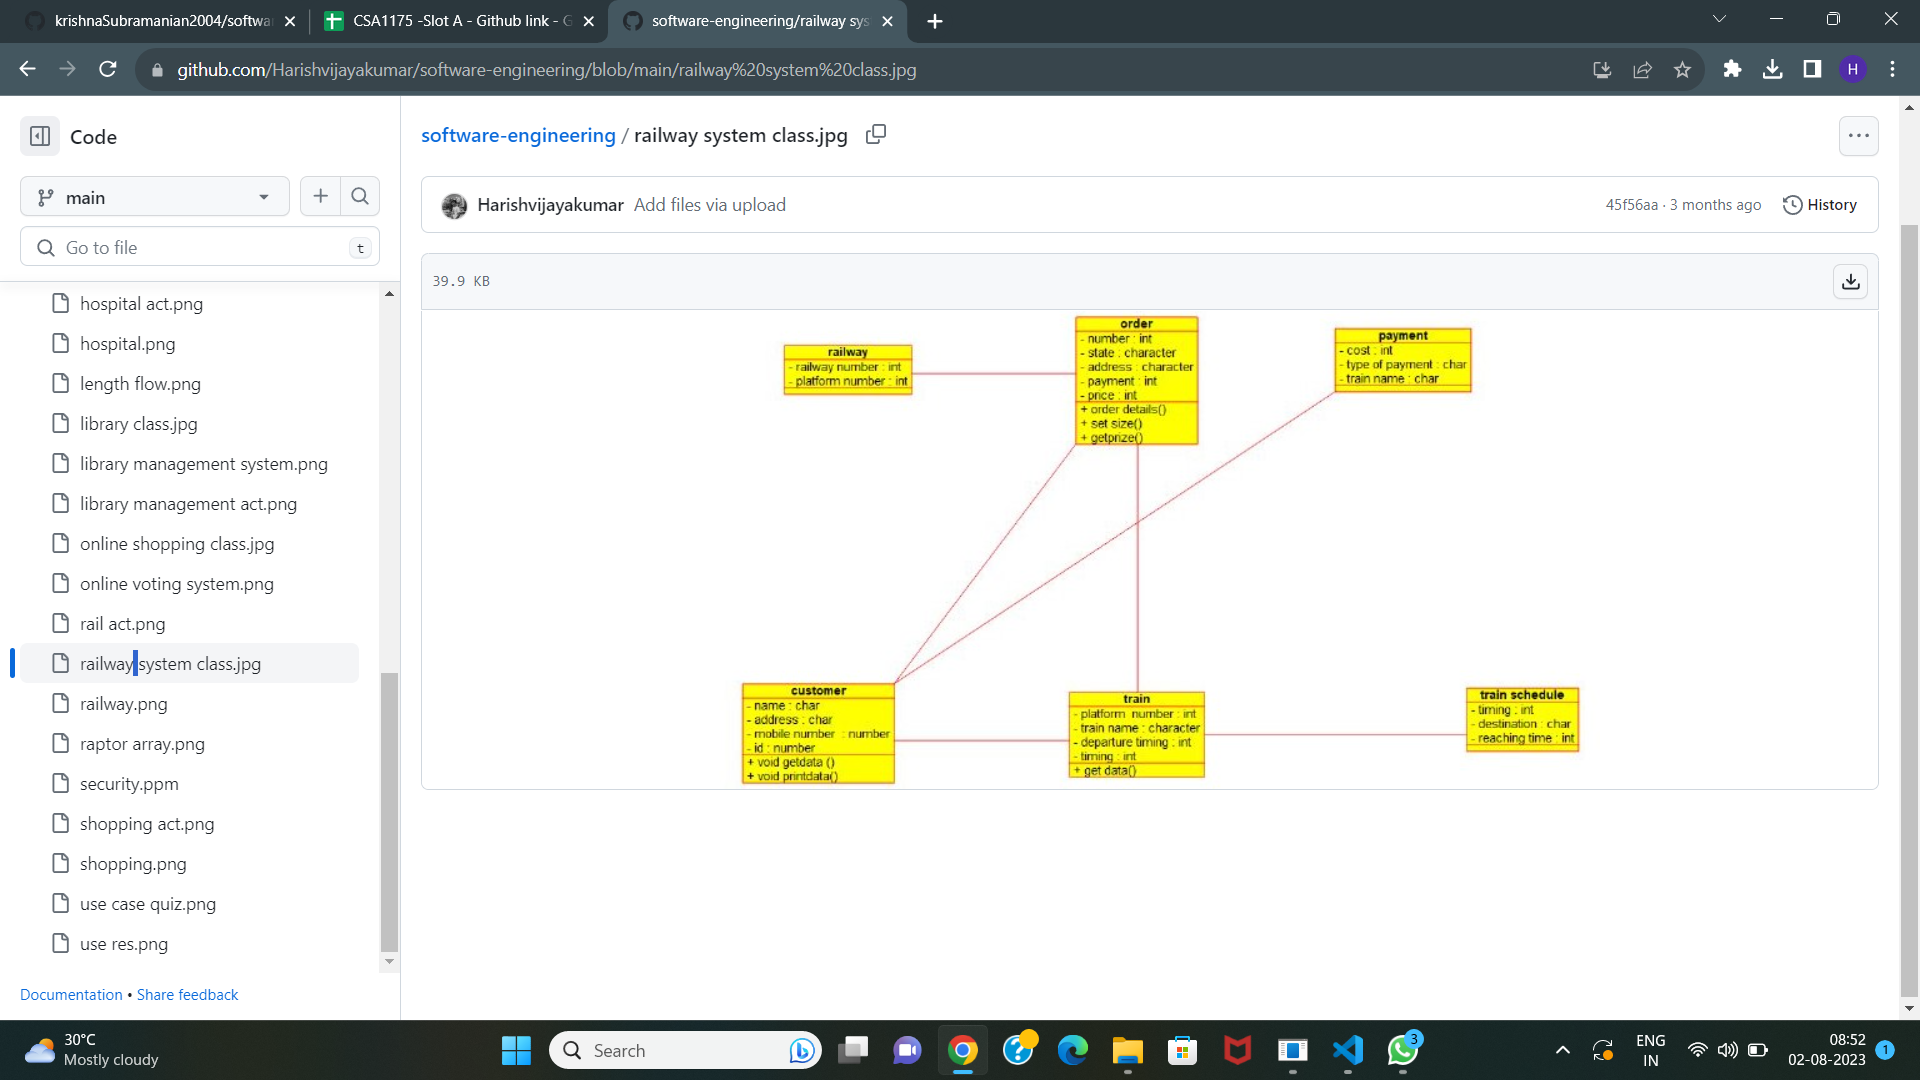 krishnaSubramanian2004/softwa
CSA1175 -Slot A - Github link - G
software-engineering/railway sys
github.com/Harishvijayakumar/software-engineering/blob/main/railway%20system%20class.jpg
H
Code
main
Go to file
t
hospital act.png
hospital.png
length flow.png
library class.jpg
library management system.png
library management act.png
online shopping class.jpg
online voting system.png
rail act.png
railway system class.jpg
railway.png
raptor array.png
security.ppm
shopping act.png
shopping.png
use case quiz.png
use res.png
Documentation • Share feedback
software-engineering / railway system class.jpg
Harishvijayakumar Add files via upload
45f56aa · 3 months ago
History
39.9 KB
railway
- railway number : int
- platform number : int
order
- number : int
- state : character
- address : character
- payment : int
- price : int
+ order details()
+ set size()
+ getprize()
payment
- cost : int
- type of payment : char
- train name : char
customer
- name : char
- address : char
- mobile number : number
- id : number
+ void getdata ()
+ void printdata()
train
- platform number : int
- train name : character
- departure timing : int
- timing : int
+ get data()
train schedule
- timing : int
- destination : char
- reaching time : int
30°C
Mostly cloudy
Search
3
ENG
IN
08:52
02-08-2023
1